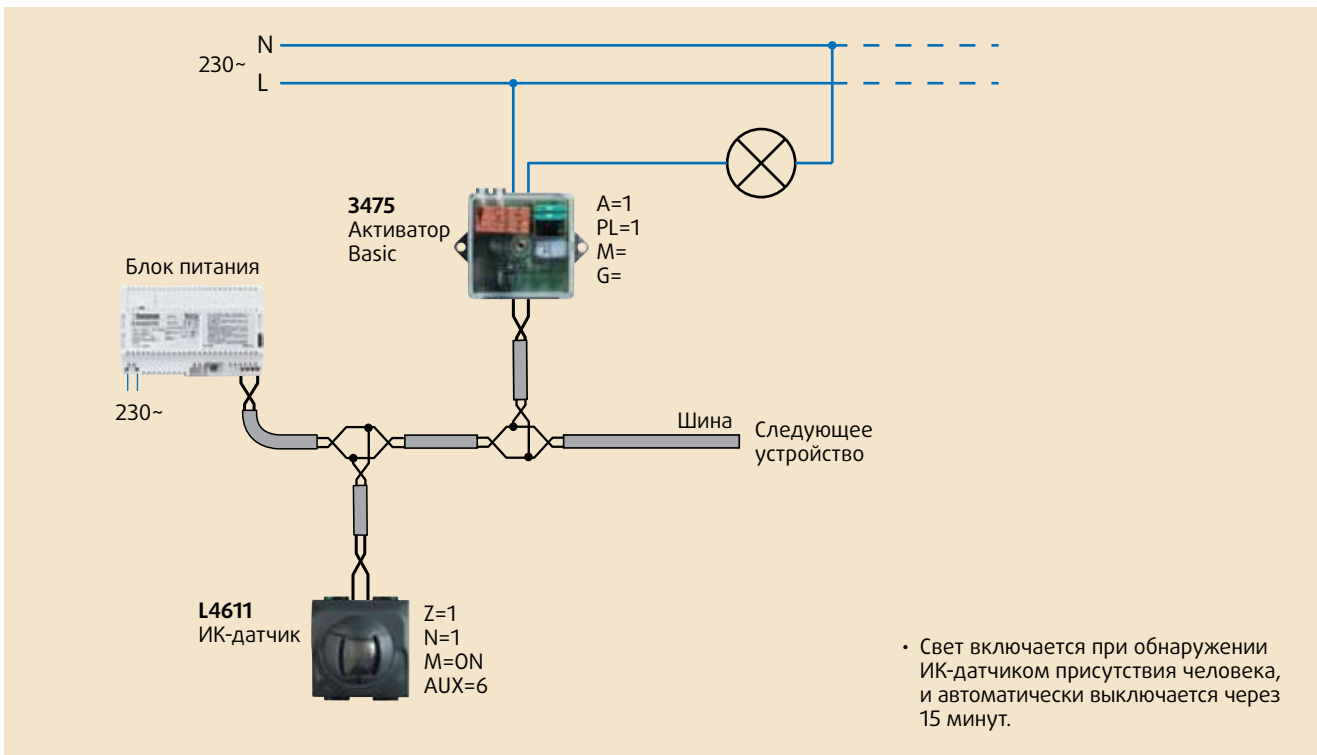 N
230~
L
3475
Активатор
Basic
A=1
PL=1
M=
G=
Блок питания
230~
Шина
Следующее
устройство
L4611
ИК-датчик
Z=1
N=1
M=ON
AUX=6
• Свет включается при обнаружении
ИК-датчиком присутствия человека,
и автоматически выключается через
15 минут.